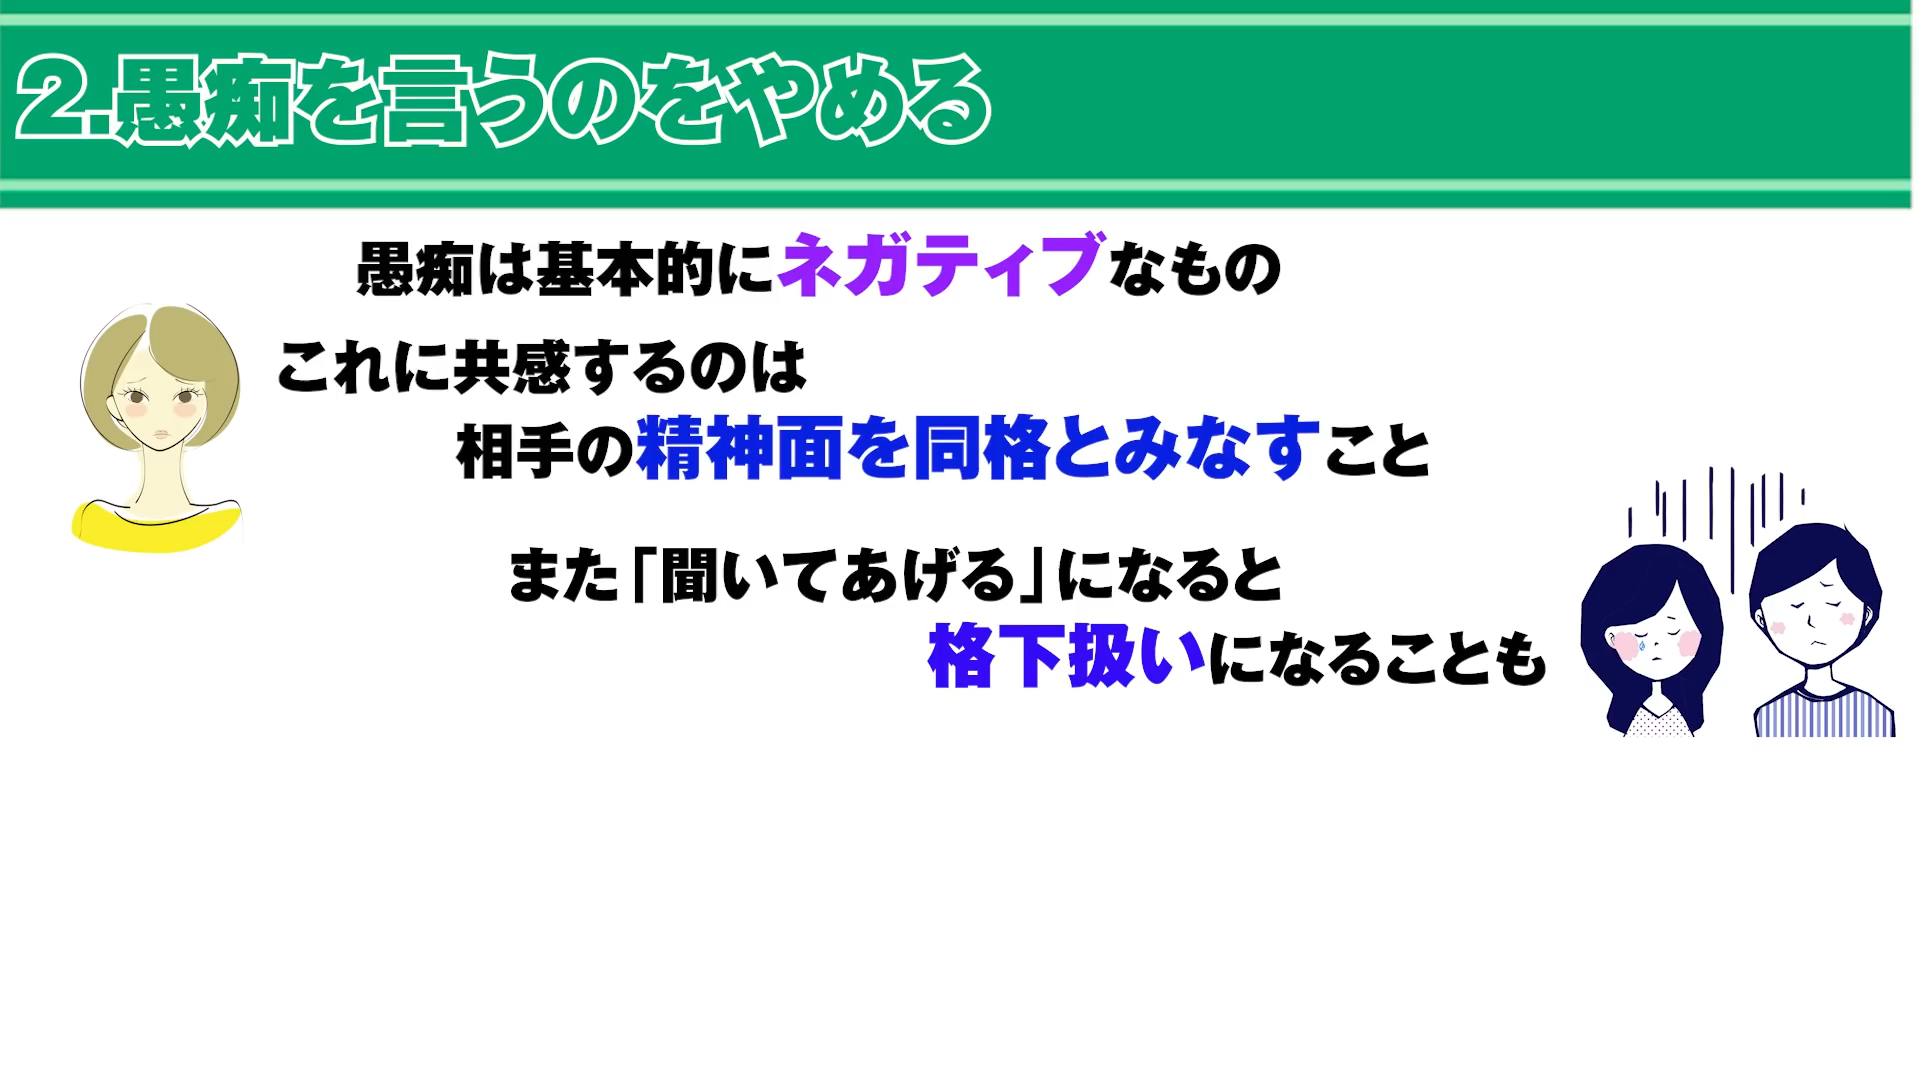 2.愚痴を言うのをやめる
愚痴は基本的にネガティブなもの
これに共感するのは
相手の精神面を同格とみなすこと
また「聞いてあげる」になると
格下扱いになることも